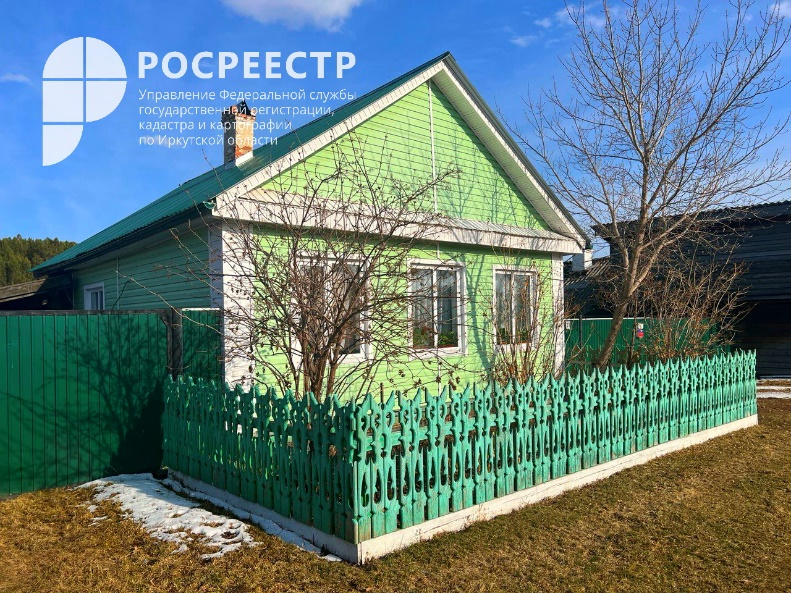 РОСРЕЕСТР
Управление Федеральной службы
государственной регистрации,
кадастра и картографии
по Иркутской области